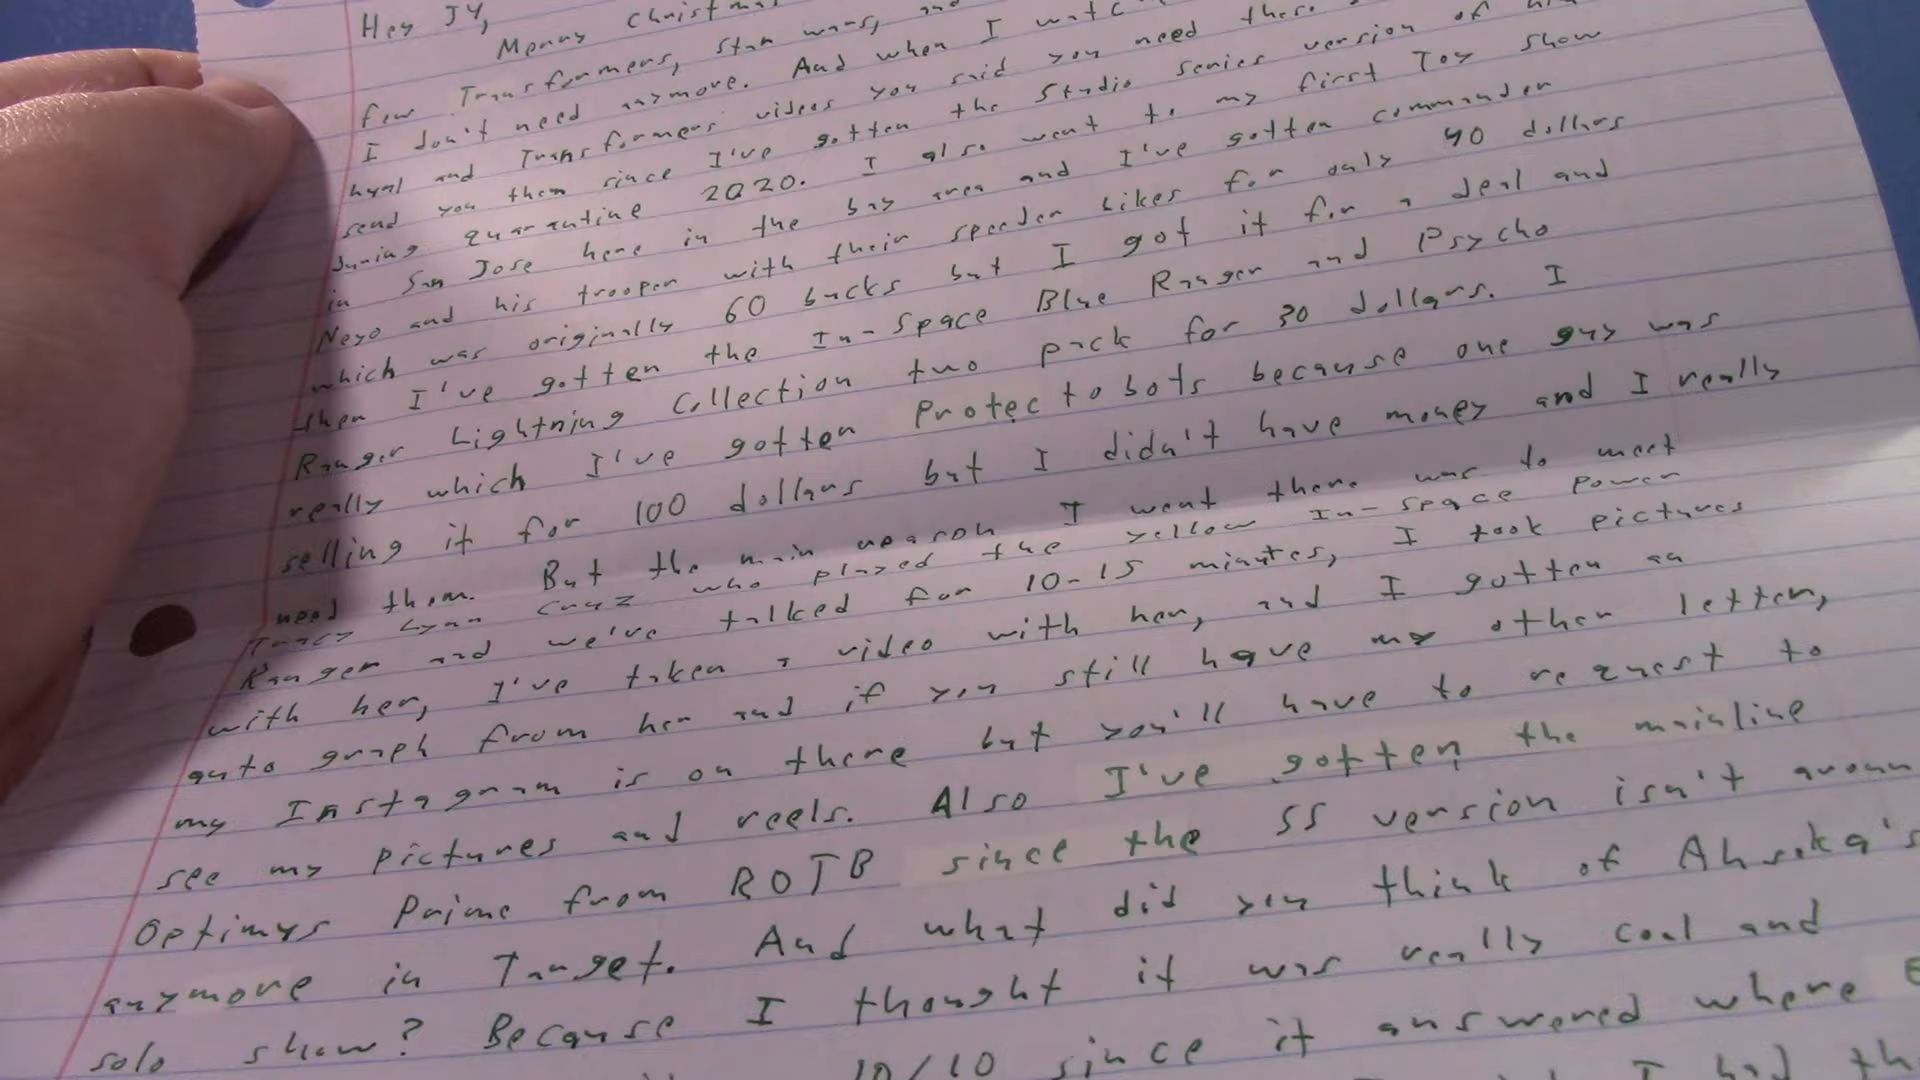 Hey JY,
Merry Christmas
few Transformers, Star Wars, and
I don't need anymore. And when I watch
hyal and Transformers videos you said you need these
send you them since I've gotten the Studio series version of him
during quarantine 2020. I also went to my first Toy show
in San Jose here in the bay area and I've gotten commander
Neyo and his trooper with their speeder bikes for only 40 dollars
which was originally 60 bucks but I got it for a deal and
then I've gotten the In-Space Blue Ranger and Psycho
Ranger Lightning Collection two pack for 30 dollars. I
really which I've gotten Protectobots because one guy was
selling it for 100 dollars but I didn't have money and I really
need them. But the main reason I went there was to meet
Tracy Lynn Cruz who played the yellow In-space Power
Ranger and we've talked for 10-15 minutes, I took pictures
with her, I've taken a video with her, and I gotten an
auto graph from her and if you still have my other letter,
my Instagram is on there but you'll have to request to
see my pictures and reels. Also I've gotten the mainline
Optimus Prime from ROTB since the SS version isn't aroun
anymore in Target. And what did you think of Ahsoka's
solo show? Because I thought it was really cool and
10/10 since it answered where
I had th